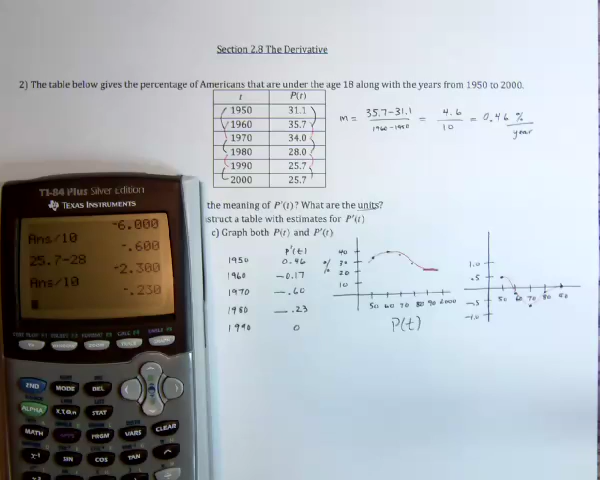 Section 2.8 The Derivative
2) The table below gives the percentage of Americans that are under the age 18 along with the years from 1950 to 2000.
t P(t)
1950 31.1
1960 35.7
1970 34.0
1980 28.0
1990 25.7
2000 25.7
m = 35.7-31.1 / 1960-1950 = 4.6 / 10 = 0.46 % / year
the meaning of P'(t)? What are the units?
struct a table with estimates for P'(t)
c) Graph both P(t) and P'(t)
P'(t)
1950 0.46
1960 -0.17
1970 -.60
1980 -.23
1990 0
%
40
30
20
10
50 60 70 80 90 2000
P(t)
1.0
.5
-.5
-1.0
50 60 70 80 90
TI-84 Plus Silver Edition
TEXAS INSTRUMENTS
-6.000
Ans/10
-.600
25.7-28
-2.300
Ans/10
-.230
2ND MODE DEL
ALPHA X,T,θ,n STAT
MATH APPS PRGM VARS CLEAR
x-1 SIN COS TAN ^